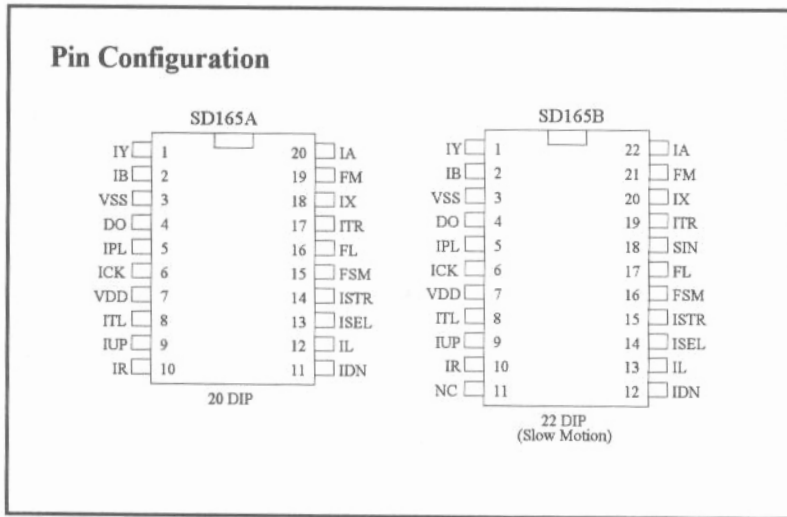 Pin Configuration
SD165A
IY 1 20 IA
IB 2 19 FM
VSS 3 18 IX
DO 4 17 ITR
IPL 5 16 FL
ICK 6 15 FSM
VDD 7 14 ISTR
ITL 8 13 ISEL
IUP 9 12 IL
IR 10 11 IDN
20 DIP
SD165B
IY 1 22 IA
IB 2 21 FM
VSS 3 20 IX
DO 4 19 ITR
IPL 5 18 SIN
ICK 6 17 FL
VDD 7 16 FSM
ITL 8 15 ISTR
IUP 9 14 ISEL
IR 10 13 IL
NC 11 12 IDN
22 DIP
(Slow Motion)